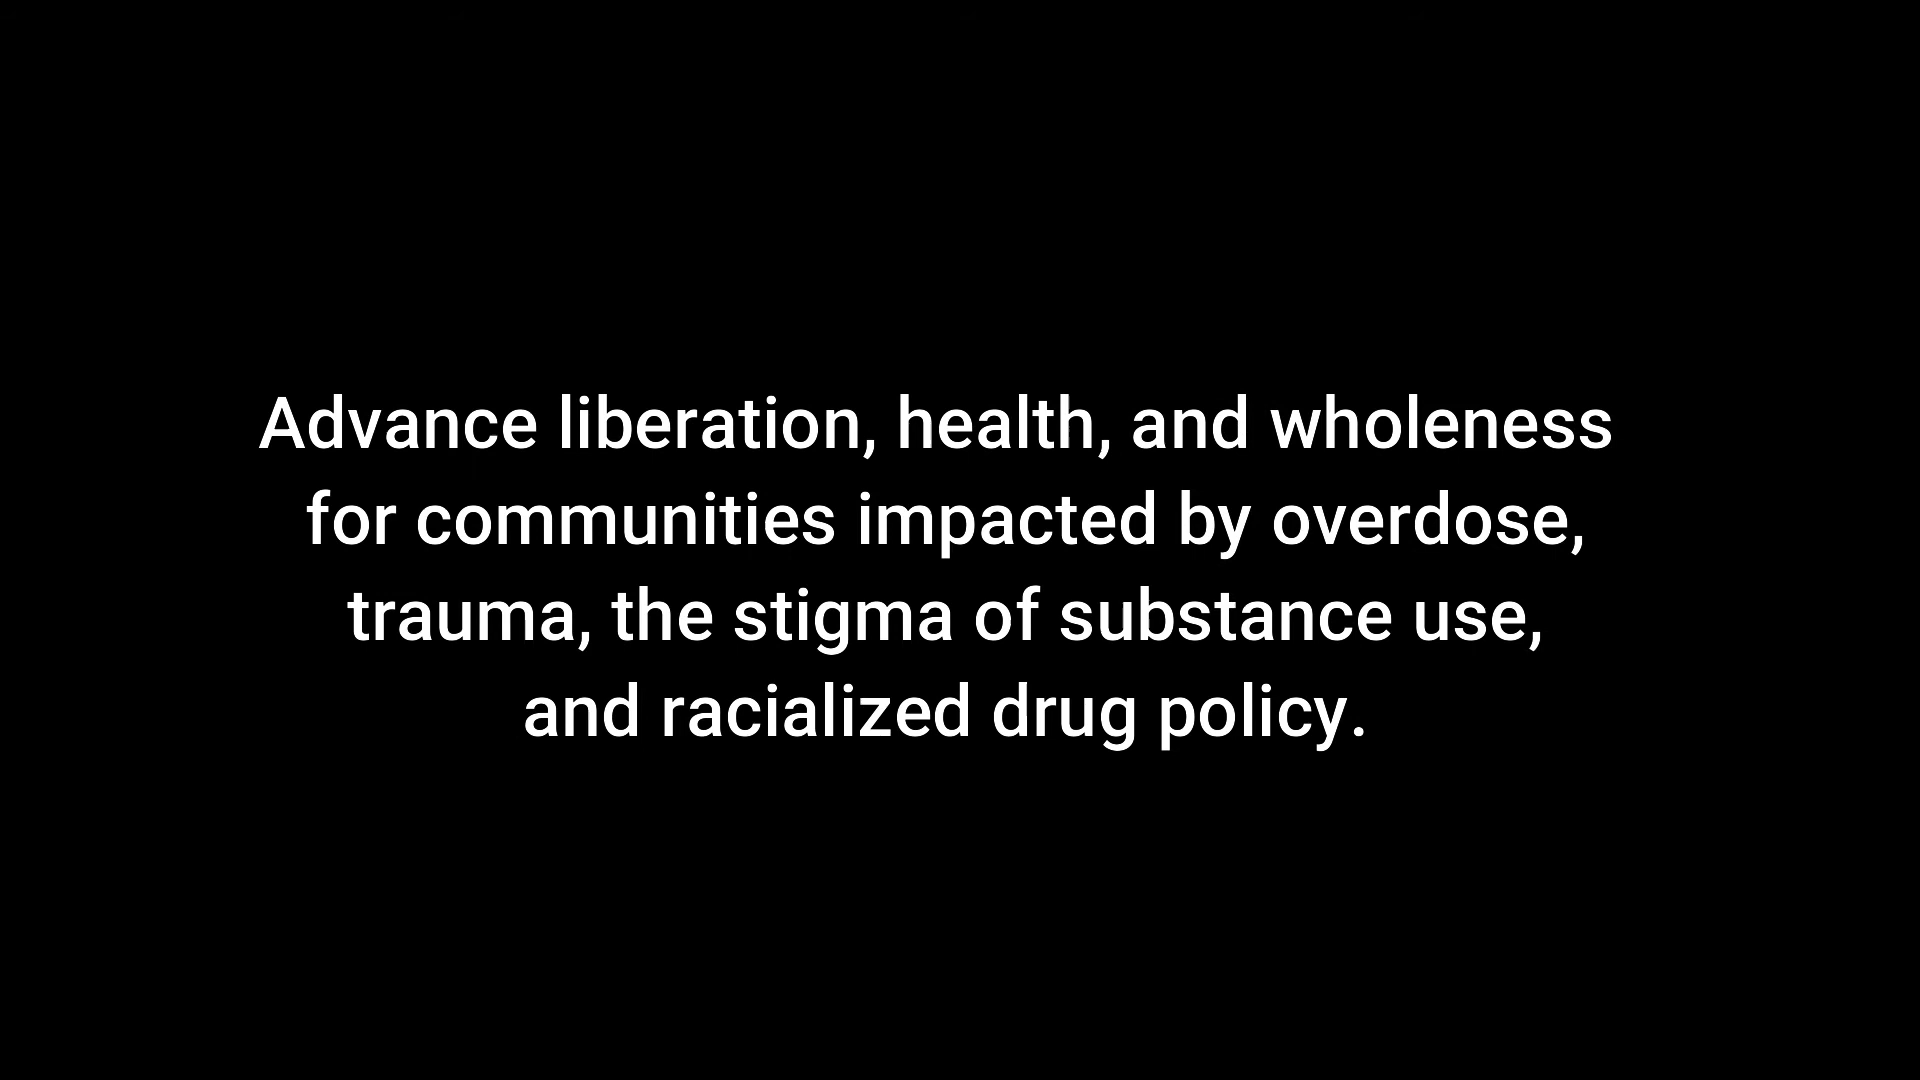 Advance liberation, health, and wholeness
for communities impacted by overdose,
trauma, the stigma of substance use,
and racialized drug policy.